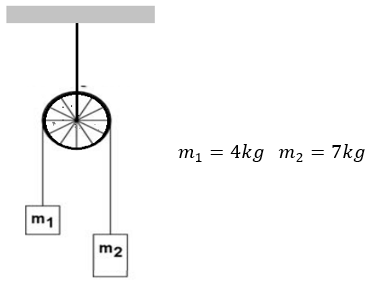 m₁ = 4kg m₂ = 7kg
m₁
m₂